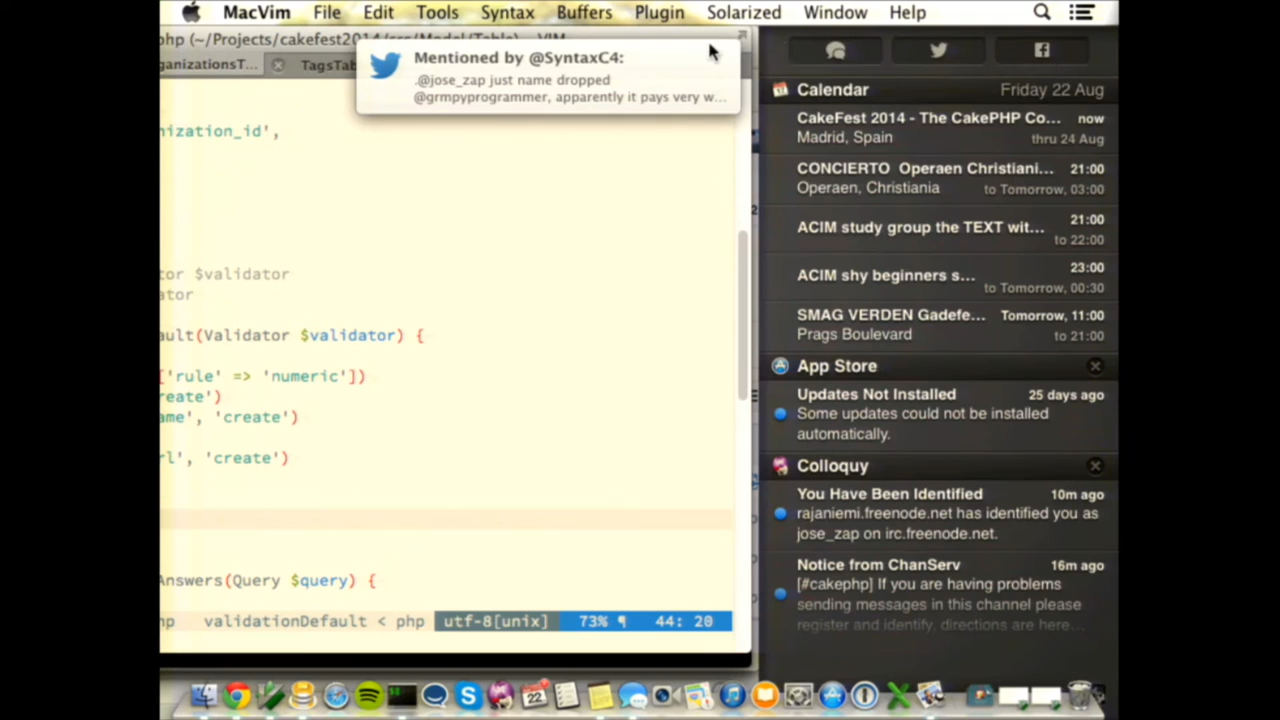 MacVim File Edit Tools Syntax Buffers Plugin Solarized Window Help
php (~/Projects/cakefest2014/src/Model/Table) - VIM
ganizationsT... TagsTab
Mentioned by @SyntaxC4:
.@jose_zap just name dropped
@grmpyprogrammer, apparently it pays very w...
nization_id',
tor $validator
ator
ault(Validator $validator) {
['rule' => 'numeric'])
reate')
ame', 'create')
rl', 'create')
Answers(Query $query) {
hp validationDefault < php utf-8[unix] 73% ¶ 44: 20
Calendar Friday 22 Aug
CakeFest 2014 - The CakePHP Co... now
Madrid, Spain thru 24 Aug
CONCIERTO Operaen Christiani... 21:00
Operaen, Christiania to Tomorrow, 03:00
ACIM study group the TEXT wit... 21:00
to 22:00
ACIM shy beginners s... 23:00
to Tomorrow, 00:30
SMAG VERDEN Gadefe... Tomorrow, 11:00
Prags Boulevard to 21:00
App Store
Updates Not Installed 25 days ago
Some updates could not be installed
automatically.
Colloquy
You Have Been Identified 10m ago
rajaniemi.freenode.net has identified you as
jose_zap on irc.freenode.net.
Notice from ChanServ 16m ago
[#cakephp] If you are having problems
sending messages in this channel please
register and identify, directions are here...
22